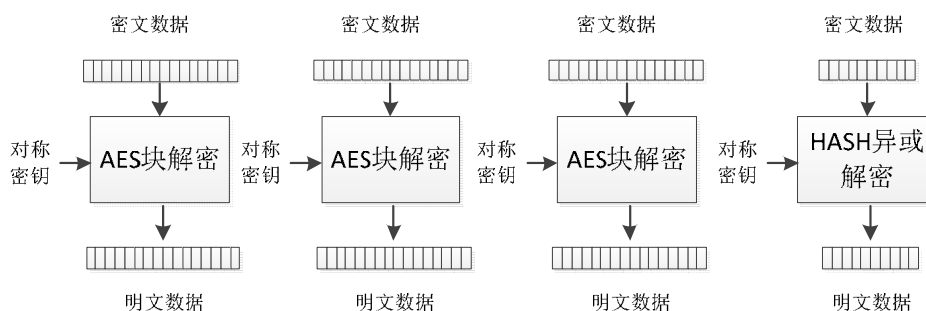 密文数据
密文数据
密文数据
密文数据
对称
密钥
AES块解密
对称
密钥
AES块解密
对称
密钥
AES块解密
对称
密钥
HASH异或
解密
明文数据
明文数据
明文数据
明文数据